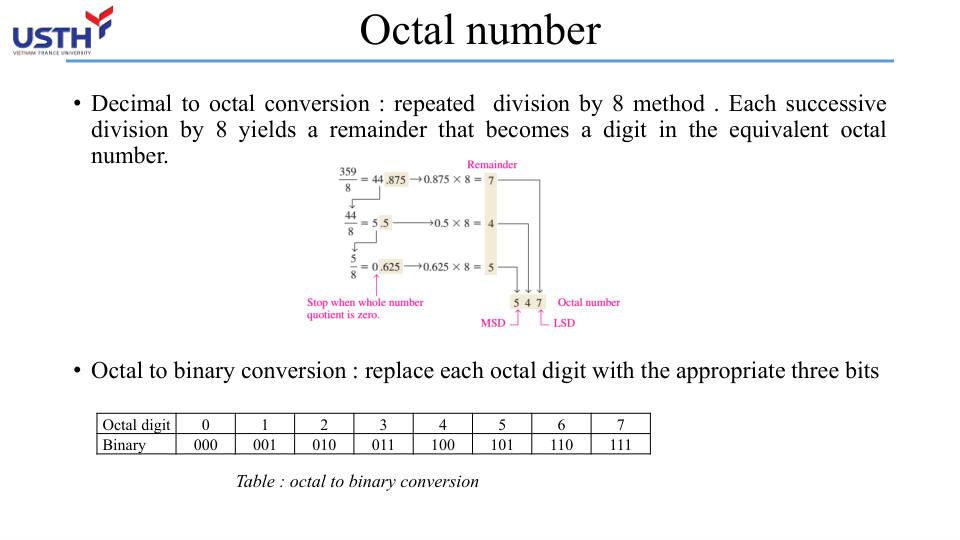 USTH
VIETNAM FRANCE UNIVERSITY
Octal number
• Decimal to octal conversion : repeated division by 8 method . Each successive
division by 8 yields a remainder that becomes a digit in the equivalent octal
number.
Remainder
359/8 = 44 .875 → 0.875 × 8 = 7
44/8 = 5 .5 → 0.5 × 8 = 4
5/8 = 0 .625 → 0.625 × 8 = 5
Stop when whole number
quotient is zero.
5 4 7 Octal number
MSD LSD
• Octal to binary conversion : replace each octal digit with the appropriate three bits
Octal digit 0 1 2 3 4 5 6 7
Binary 000 001 010 011 100 101 110 111
Table : octal to binary conversion